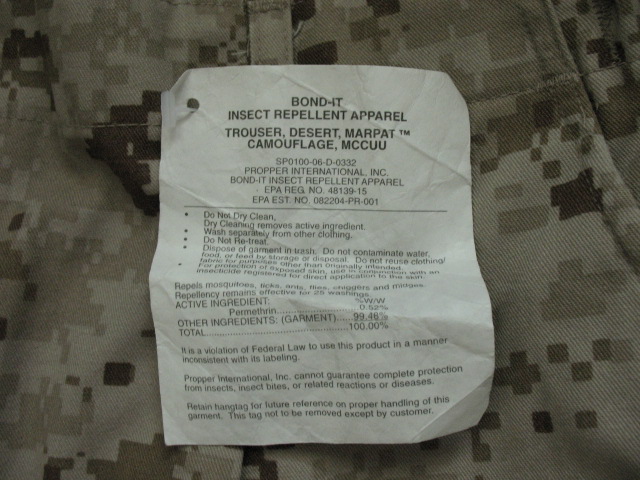 BOND-IT
INSECT REPELLENT APPAREL
TROUSER, DESERT, MARPAT™
CAMOUFLAGE, MCCUU
SP0100-06-D-0332
PROPPER INTERNATIONAL, INC.
BOND-IT INSECT REPELLENT APPAREL
EPA REG. NO. 48139-15
EPA EST. NO. 082204-PR-001
• Do Not Dry Clean,
Dry Cleaning removes active ingredient.
• Wash separately from other clothing.
• Do Not Re-treat.
• Dispose of garment in trash. Do not contaminate water,
food, or feed by storage or disposal. Do not reuse clothing/
fabric for purposes other than originally intended.
• For protection of exposed skin, use in conjunction with an
insecticide registered for direct application to the skin.
Repels mosquitoes, ticks, ants, flies, chiggers and midges.
Repellency remains effective for 25 washings.
ACTIVE INGREDIENT: %W/W
Permethrin..................0.52%
OTHER INGREDIENTS: (GARMENT).....99.48%
TOTAL..................................100.00%
It is a violation of Federal Law to use this product in a manner
inconsistent with its labeling.
Propper International, Inc. cannot guarantee complete protection
from insects, insect bites, or related reactions or diseases.
Retain hangtag for future reference on proper handling of this
garment. This tag not to be removed except by customer.